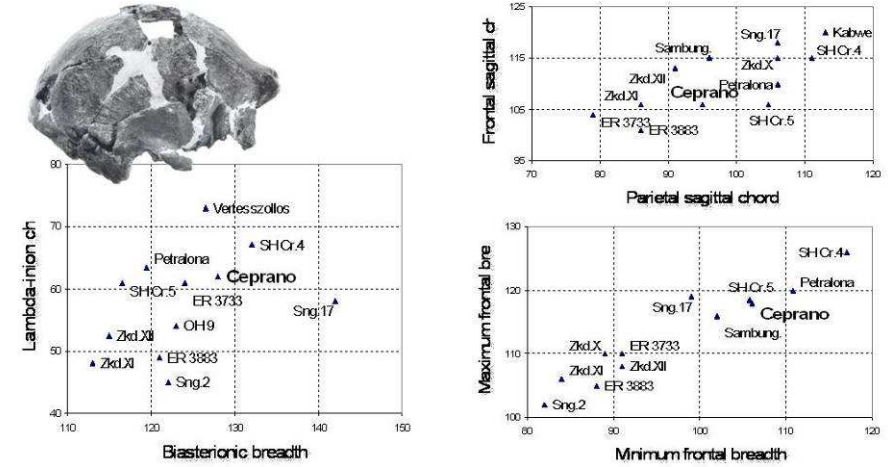 80
70
60
50
40
Lambda-inion ch
Vertesszollos
SH Cr.4
Petralona
Ceprano
SH Cr.5
ER 3733
Sng.17
OH 9
Zkd.XII
ER 3883
Zkd.XI
Sng.2
110 120 130 140 150
Biasterionic breadth
125
115
105
95
Frontal sagittal ch
Kabwe
Sng.17
Sambung.
SH Cr.4
Zkd.X
Zkd.XII
Petralona
Ceprano
Zkd.XI
SH Cr.5
ER 3733
ER 3883
70 80 90 100 110 120
Parietal sagittal chord
130
120
110
100
Maximum frontal bre
SH Cr.4
Petralona
SH Cr.5
Sng.17
Ceprano
Sambung.
Zkd.X
ER 3733
Zkd.XI
Zkd.XII
ER 3883
Sng.2
80 90 100 110 120
Minimum frontal breadth